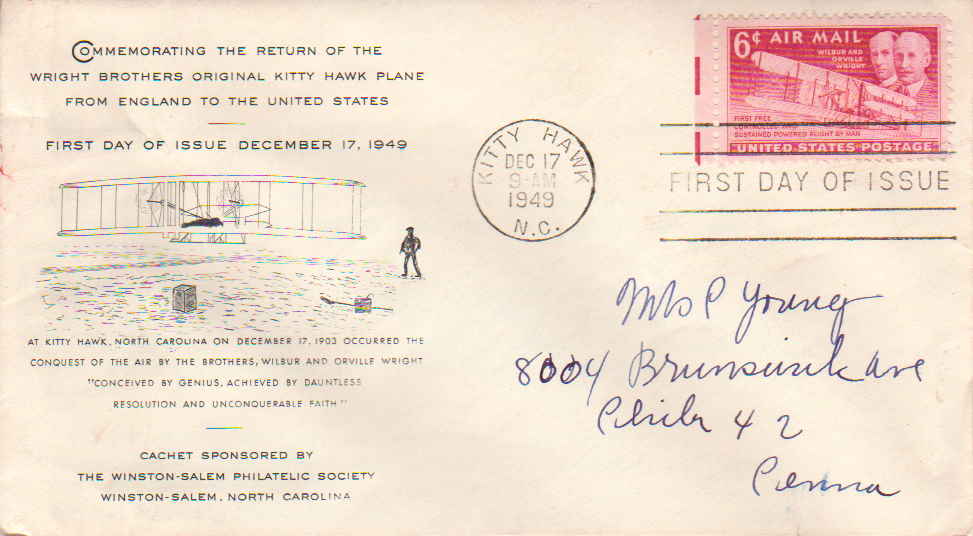 COMMEMORATING THE RETURN OF THE
WRIGHT BROTHERS ORIGINAL KITTY HAWK PLANE
FROM ENGLAND TO THE UNITED STATES
FIRST DAY OF ISSUE DECEMBER 17, 1949
AT KITTY HAWK, NORTH CAROLINA ON DECEMBER 17, 1903 OCCURRED THE
CONQUEST OF THE AIR BY THE BROTHERS, WILBUR AND ORVILLE WRIGHT
"CONCEIVED BY GENIUS, ACHIEVED BY DAUNTLESS
RESOLUTION AND UNCONQUERABLE FAITH"
CACHET SPONSORED BY
THE WINSTON-SALEM PHILATELIC SOCIETY
WINSTON-SALEM, NORTH CAROLINA
KITTY HAWK
DEC 17
9-AM
1949
N.C.
6¢ AIR MAIL
WILBUR AND
ORVILLE
WRIGHT
FIRST FREE
CONTROLLED AND
SUSTAINED POWERED FLIGHT BY MAN
UNITED STATES POSTAGE
FIRST DAY OF ISSUE
Mrs P Young
8004 Brunswick Ave
Phila 42
Penna